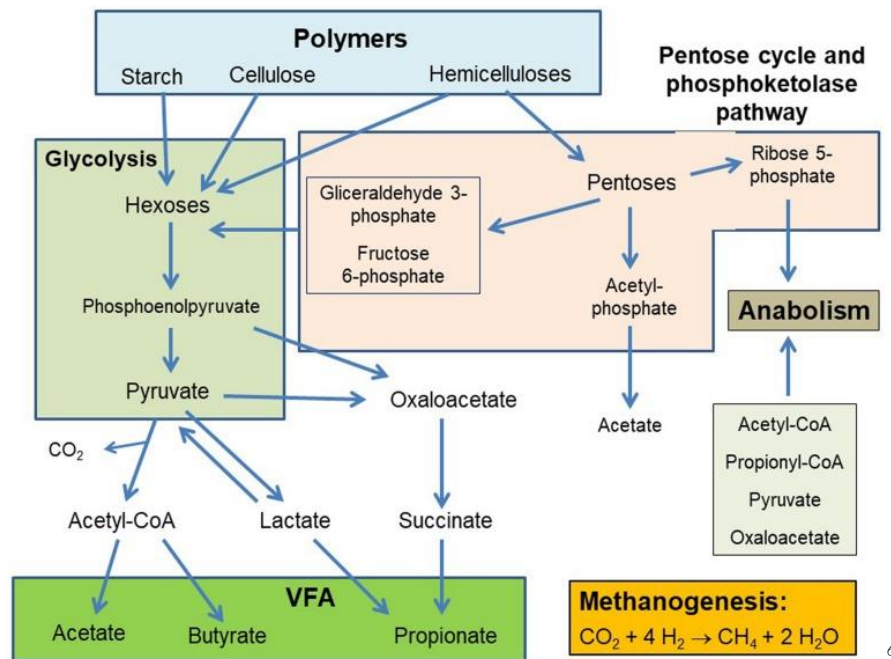 Polymers
Starch
Cellulose
Hemicelluloses
Pentose cycle and
phosphoketolase
pathway
Glycolysis
Hexoses
Phosphoenolpyruvate
Pyruvate
Gliceraldehyde 3-
phosphate
Fructose
6-phosphate
Pentoses
Ribose 5-
phosphate
Acetyl-
phosphate
Anabolism
Oxaloacetate
Acetate
CO₂
Acetyl-CoA
Lactate
Succinate
Acetyl-CoA
Propionyl-CoA
Pyruvate
Oxaloacetate
VFA
Acetate
Butyrate
Propionate
Methanogenesis:
CO₂ + 4 H₂ → CH₄ + 2 H₂O